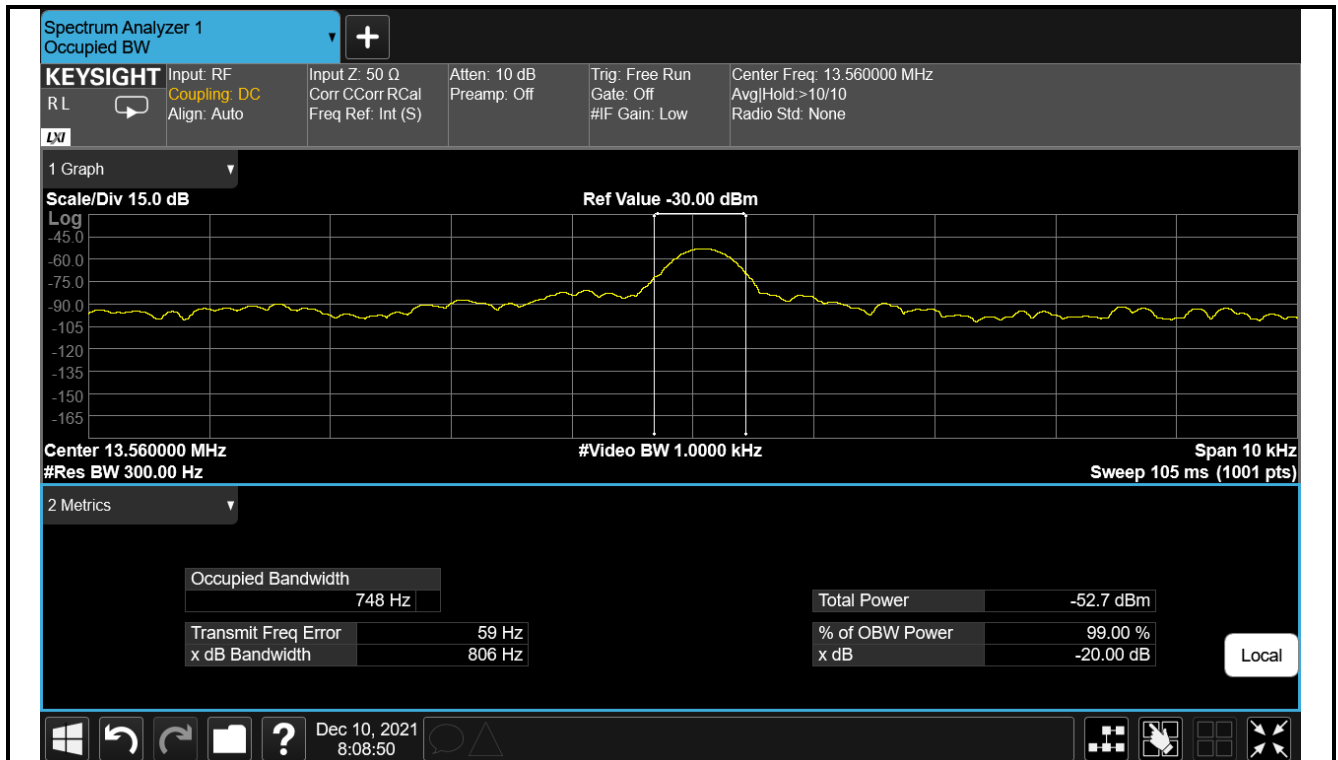 Spectrum Analyzer 1
Occupied BW
KEYSIGHT Input: RF Input Z: 50 Ω Atten: 10 dB Trig: Free Run Center Freq: 13.560000 MHz
R L Coupling: DC Corr CCorr RCal Preamp: Off Gate: Off Avg|Hold:>10/10
Align: Auto Freq Ref: Int (S) #IF Gain: Low Radio Std: None
LXI
1 Graph
Scale/Div 15.0 dB Ref Value -30.00 dBm
Log
-45.0
-60.0
-75.0
-90.0
-105
-120
-135
-150
-165
Center 13.560000 MHz #Video BW 1.0000 kHz Span 10 kHz
#Res BW 300.00 Hz Sweep 105 ms (1001 pts)
2 Metrics
Occupied Bandwidth
748 Hz Total Power -52.7 dBm
Transmit Freq Error 59 Hz % of OBW Power 99.00 %
x dB Bandwidth 806 Hz x dB -20.00 dB
Local
? Dec 10, 2021
8:08:50